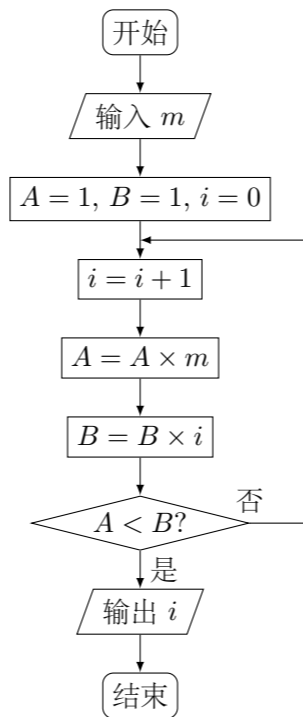 开始
输入 m
A = 1, B = 1, i = 0
i = i + 1
A = A × m
B = B × i
A < B?
否
是
输出 i
结束